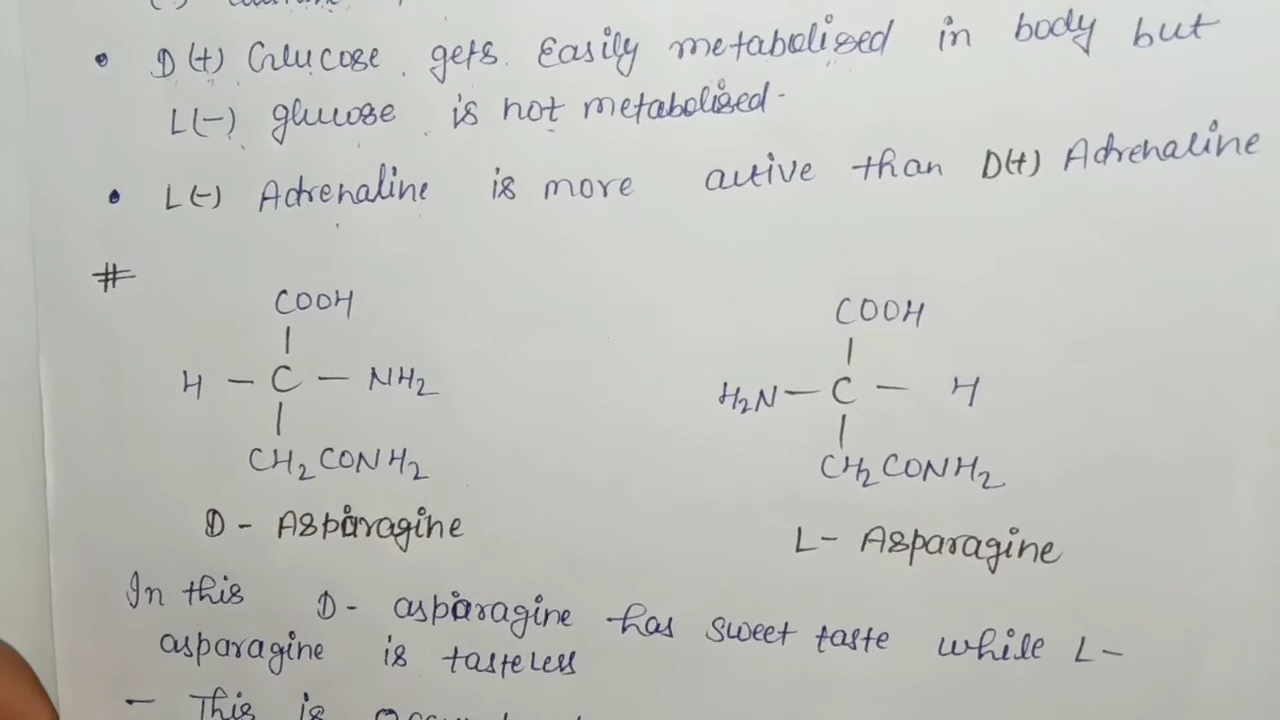 • D(+) Glucose gets Easily metabolised in body but
L(-) glucose is not metabolised.
• L(-) Adrenaline is more active than D(+) Adrenaline
#
COOH COOH
|  |
H - C - NH2 H2N - C - H
|  |
CH2CONH2 CH2CONH2
D - Asparagine L- Asparagine
In this D- asparagine has sweet taste while L-
asparagine is tasteless
- This is